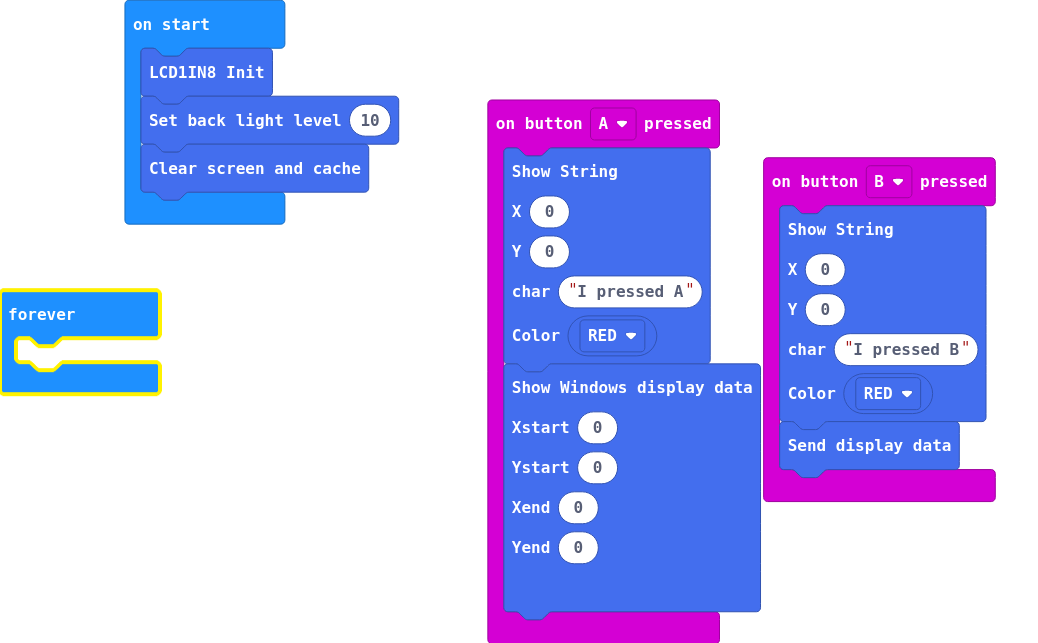 on start
LCD1IN8 Init
Set back light level 10
Clear screen and cache
forever
on button A pressed
Show String
X 0
Y 0
char "I pressed A"
Color RED
Show Windows display data
Xstart 0
Ystart 0
Xend 0
Yend 0
on button B pressed
Show String
X 0
Y 0
char "I pressed B"
Color RED
Send display data